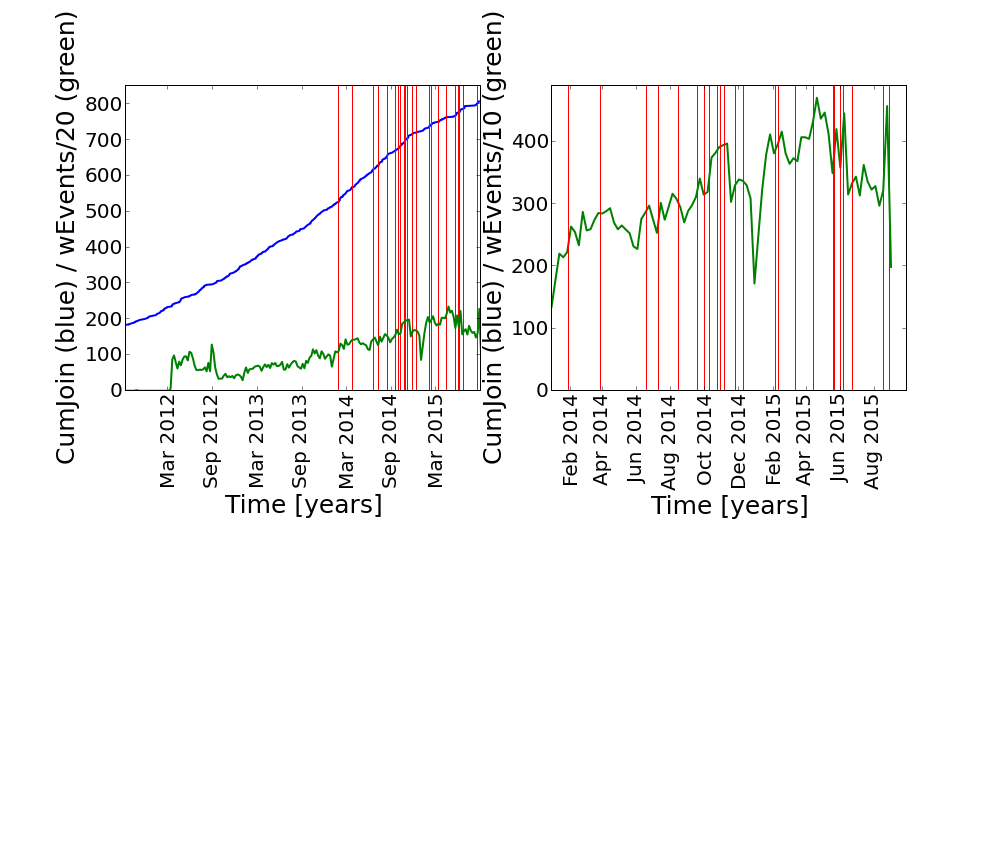 CumJoin (blue) / wEvents/20 (green)
800
700
600
500
400
300
200
100
0
Mar 2012
Sep 2012
Mar 2013
Sep 2013
Mar 2014
Sep 2014
Mar 2015
Time [years]
CumJoin (blue) / wEvents/10 (green)
400
300
200
100
0
Feb 2014
Apr 2014
Jun 2014
Aug 2014
Oct 2014
Dec 2014
Feb 2015
Apr 2015
Jun 2015
Aug 2015
Time [years]